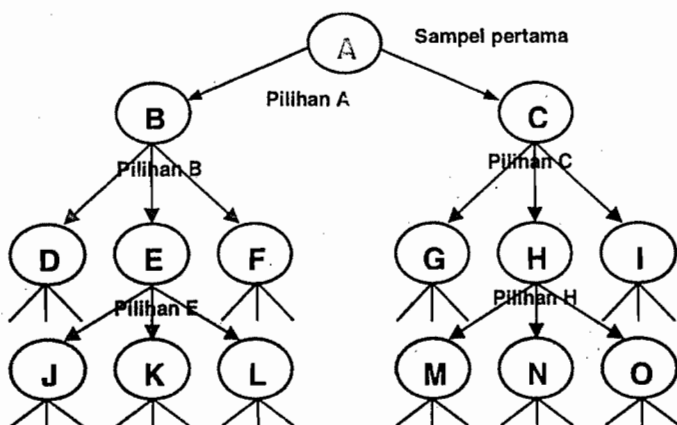 A
Sampel pertama
Pilihan A
B
C
Pilihan B
Pilihan C
D
E
F
G
H
I
Pilihan E
Pilihan H
J
K
L
M
N
O